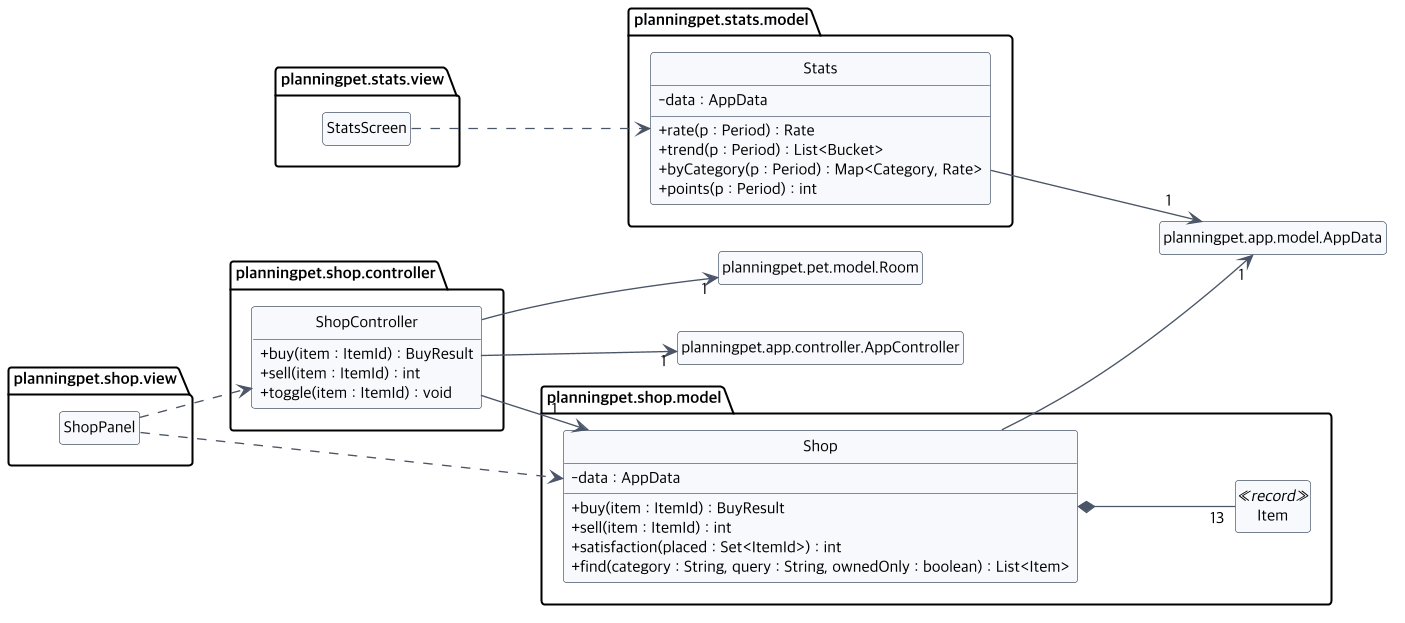 planningpet.stats.model
Stats
-data : AppData
+rate(p : Period) : Rate
+trend(p : Period) : List<Bucket>
+byCategory(p : Period) : Map<Category, Rate>
+points(p : Period) : int
planningpet.stats.view
StatsScreen
1
planningpet.app.model.AppData
1
planningpet.shop.controller
ShopController
+buy(item : ItemId) : BuyResult
+sell(item : ItemId) : int
+toggle(item : ItemId) : void
planningpet.pet.model.Room
1
planningpet.app.controller.AppController
1
planningpet.shop.view
ShopPanel
planningpet.shop.model
1
Shop
-data : AppData
+buy(item : ItemId) : BuyResult
+sell(item : ItemId) : int
+satisfaction(placed : Set<ItemId>) : int
+find(category : String, query : String, ownedOnly : boolean) : List<Item>
13
≪record≫
Item